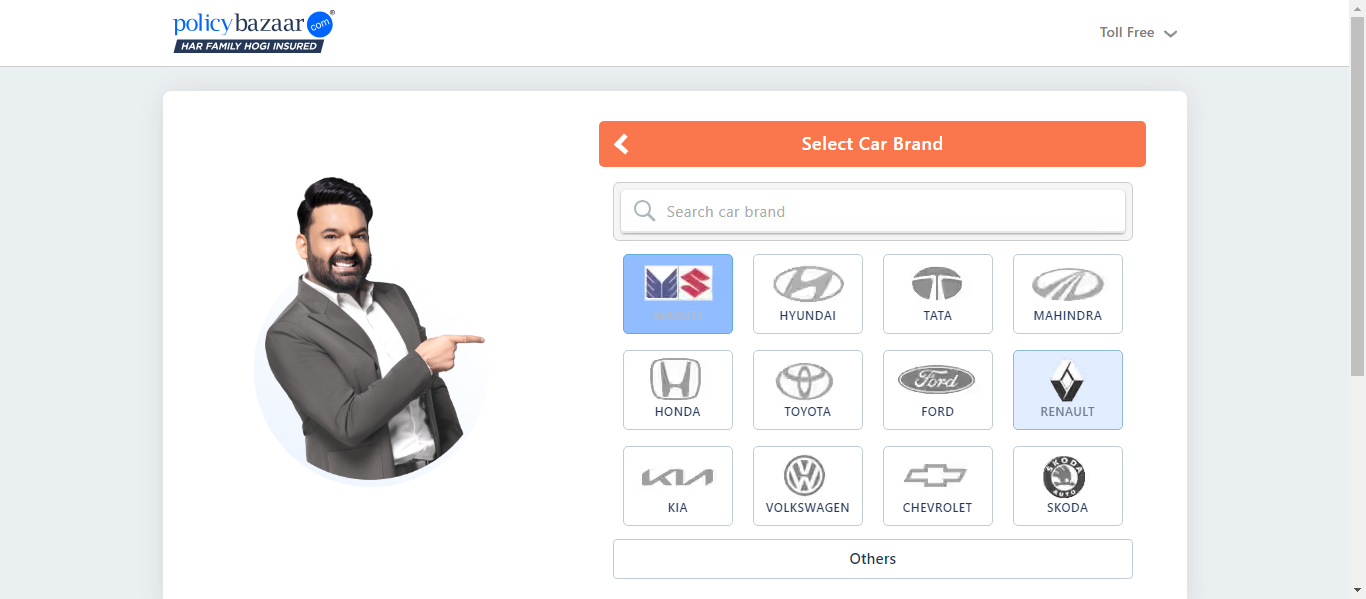 policybazaar.com
HAR FAMILY HOGI INSURED
Toll Free
Select Car Brand
Search car brand
HYUNDAI
TATA
MAHINDRA
HONDA
TOYOTA
Ford
FORD
RENAULT
KIA
VOLKSWAGEN
CHEVROLET
SKODA
AUTO
SKODA
Others